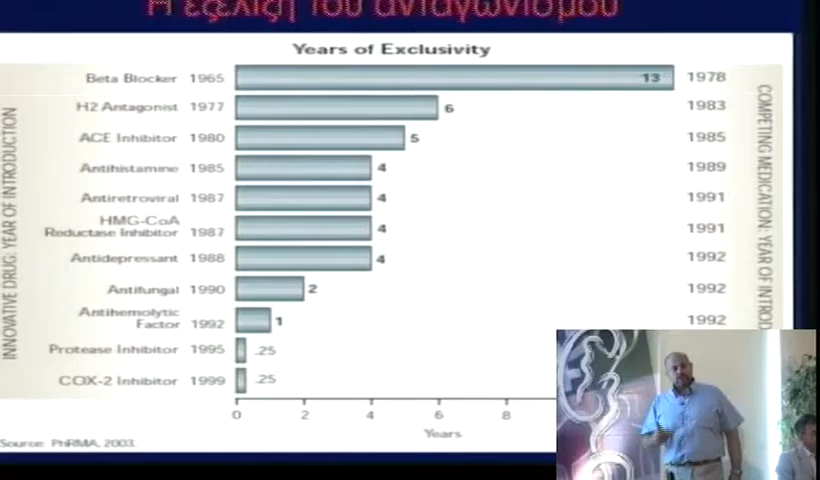 Η εξέλιξη του ανταγωνισμού
Years of Exclusivity
INNOVATIVE DRUG: YEAR OF INTRODUCTION
Beta Blocker 1965 13 1978
H2 Antagonist 1977 6 1983
ACE Inhibitor 1980 5 1985
Antihistamine 1985 4 1989
Antiretroviral 1987 4 1991
HMG-CoA
Reductase Inhibitor 1987 4 1991
Antidepressant 1988 4 1992
Antifungal 1990 2 1992
Antihemolytic
Factor 1992 1 1992
Protease Inhibitor 1995 .25
COX-2 Inhibitor 1999 .25
COMPETING MEDICATION: YEAR OF INTROD
0 2 4 6 8
Years
Source: PhRMA, 2003.